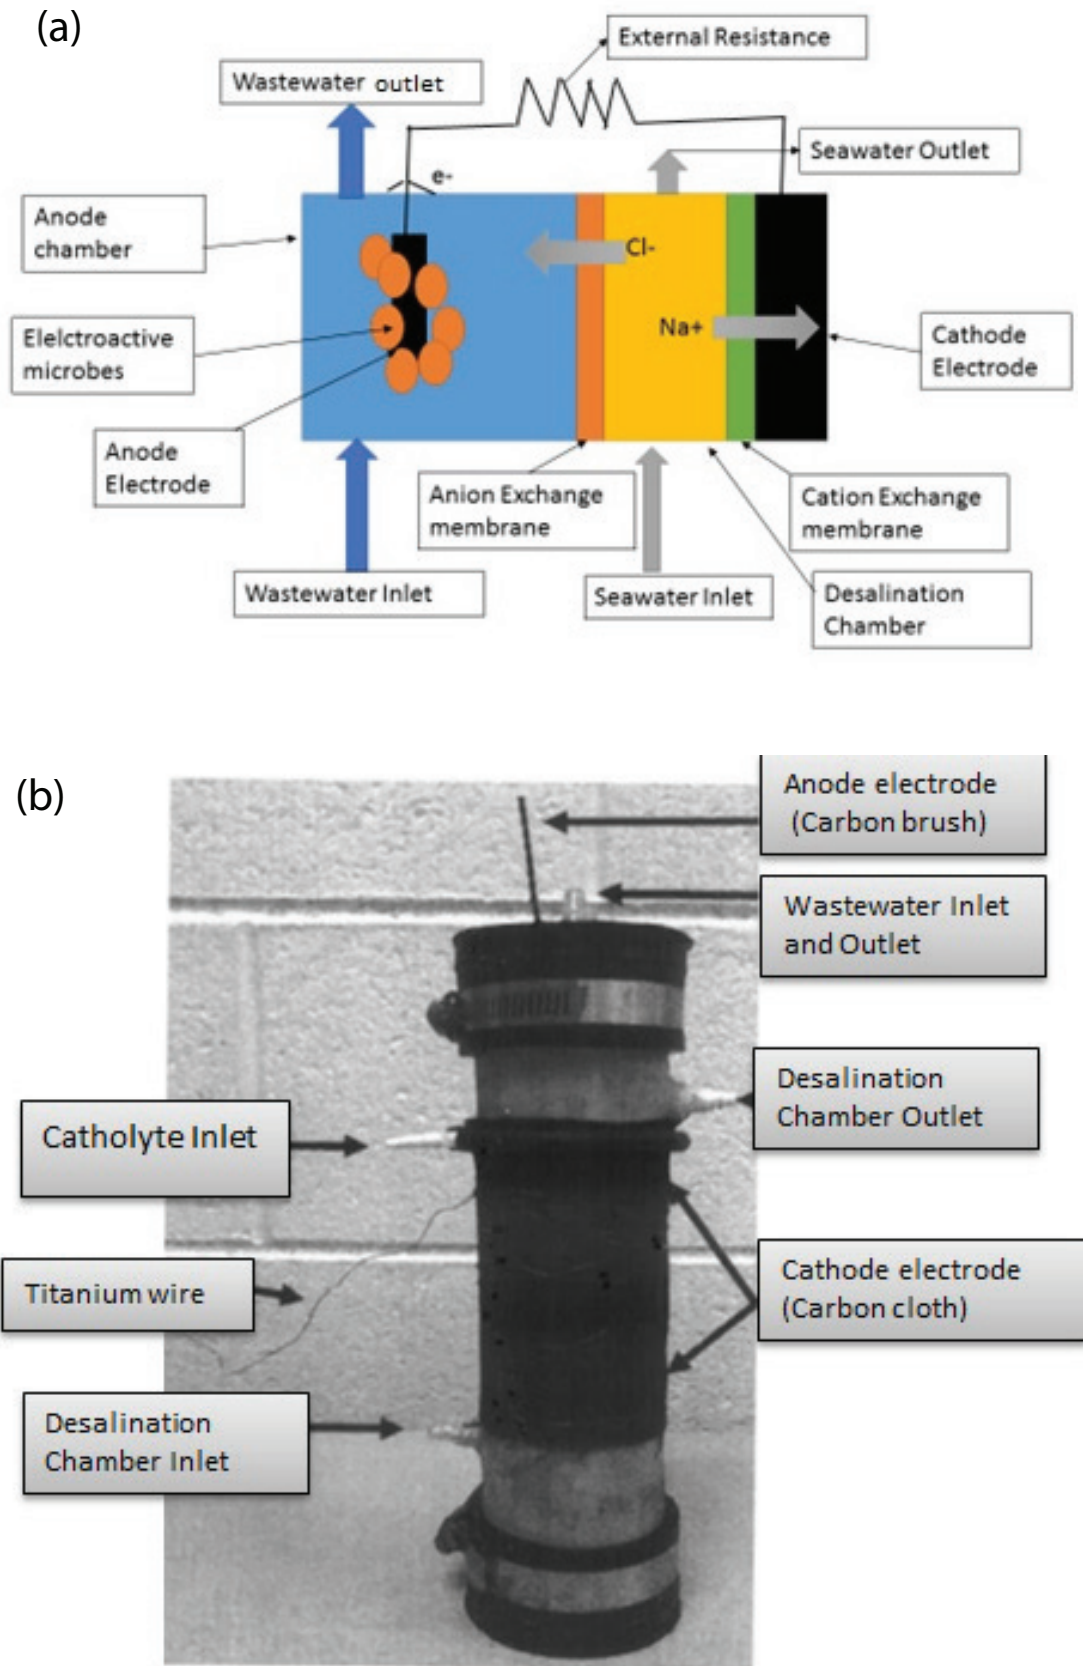 (a)
External Resistance
Wastewater outlet
Seawater Outlet
e-
Anode
chamber
Cl-
Na+
Elelctroactive
microbes
Cathode
Electrode
Anode
Electrode
Anion Exchange
membrane
Cation Exchange
membrane
Wastewater Inlet
Seawater Inlet
Desalination
Chamber
(b)
Anode electrode
(Carbon brush)
Wastewater Inlet
and Outlet
Desalination
Chamber Outlet
Catholyte Inlet
Titanium wire
Cathode electrode
(Carbon cloth)
Desalination
Chamber Inlet